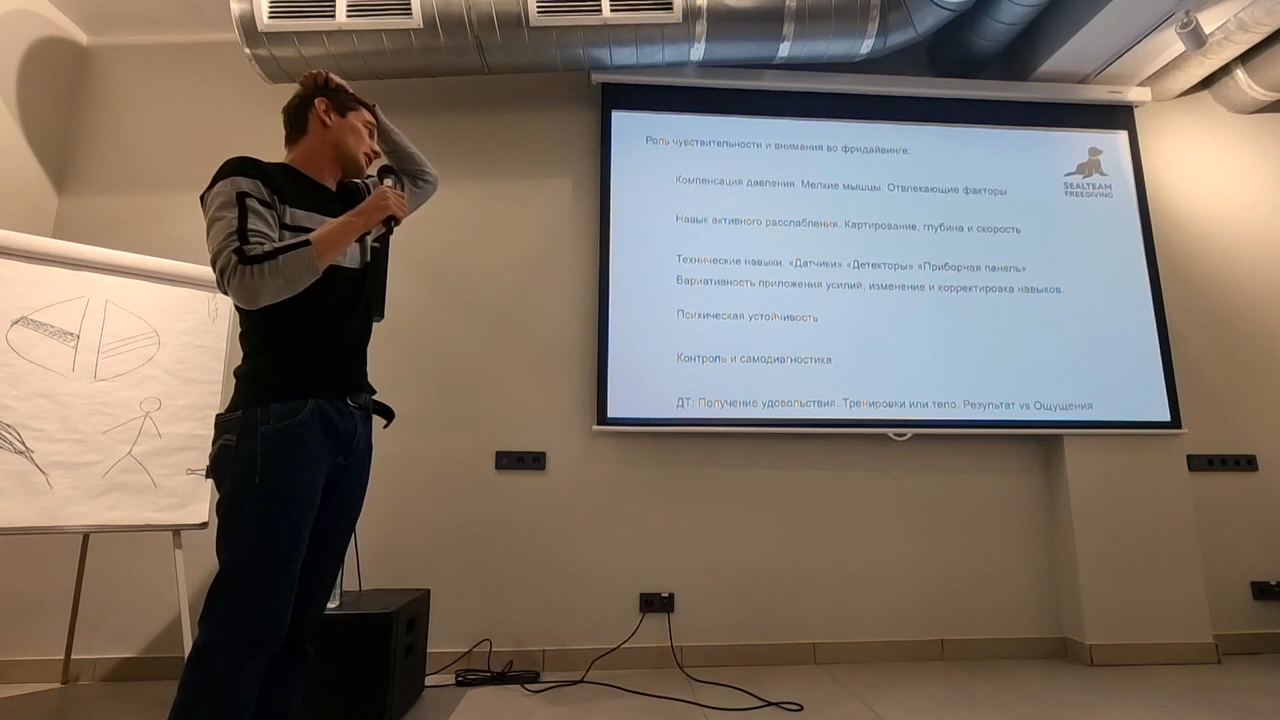 Роль чувствительности и внимания во фридайвинге:
Компенсация давления. Мелкие мышцы. Отвлекающие факторы
Навык активного расслабления. Картирование, глубина и скорость
Технические навыки. «Датчики» «Детекторы» «Приборная панель»
Вариативность приложения усилий, изменение и корректировка навыков.
Психическая устойчивость
Контроль и самодиагностика
ДТ: Получение удовольствия. Тренировки или тело. Результат vs Ощущения
SEALTEAM
FREEDIVING